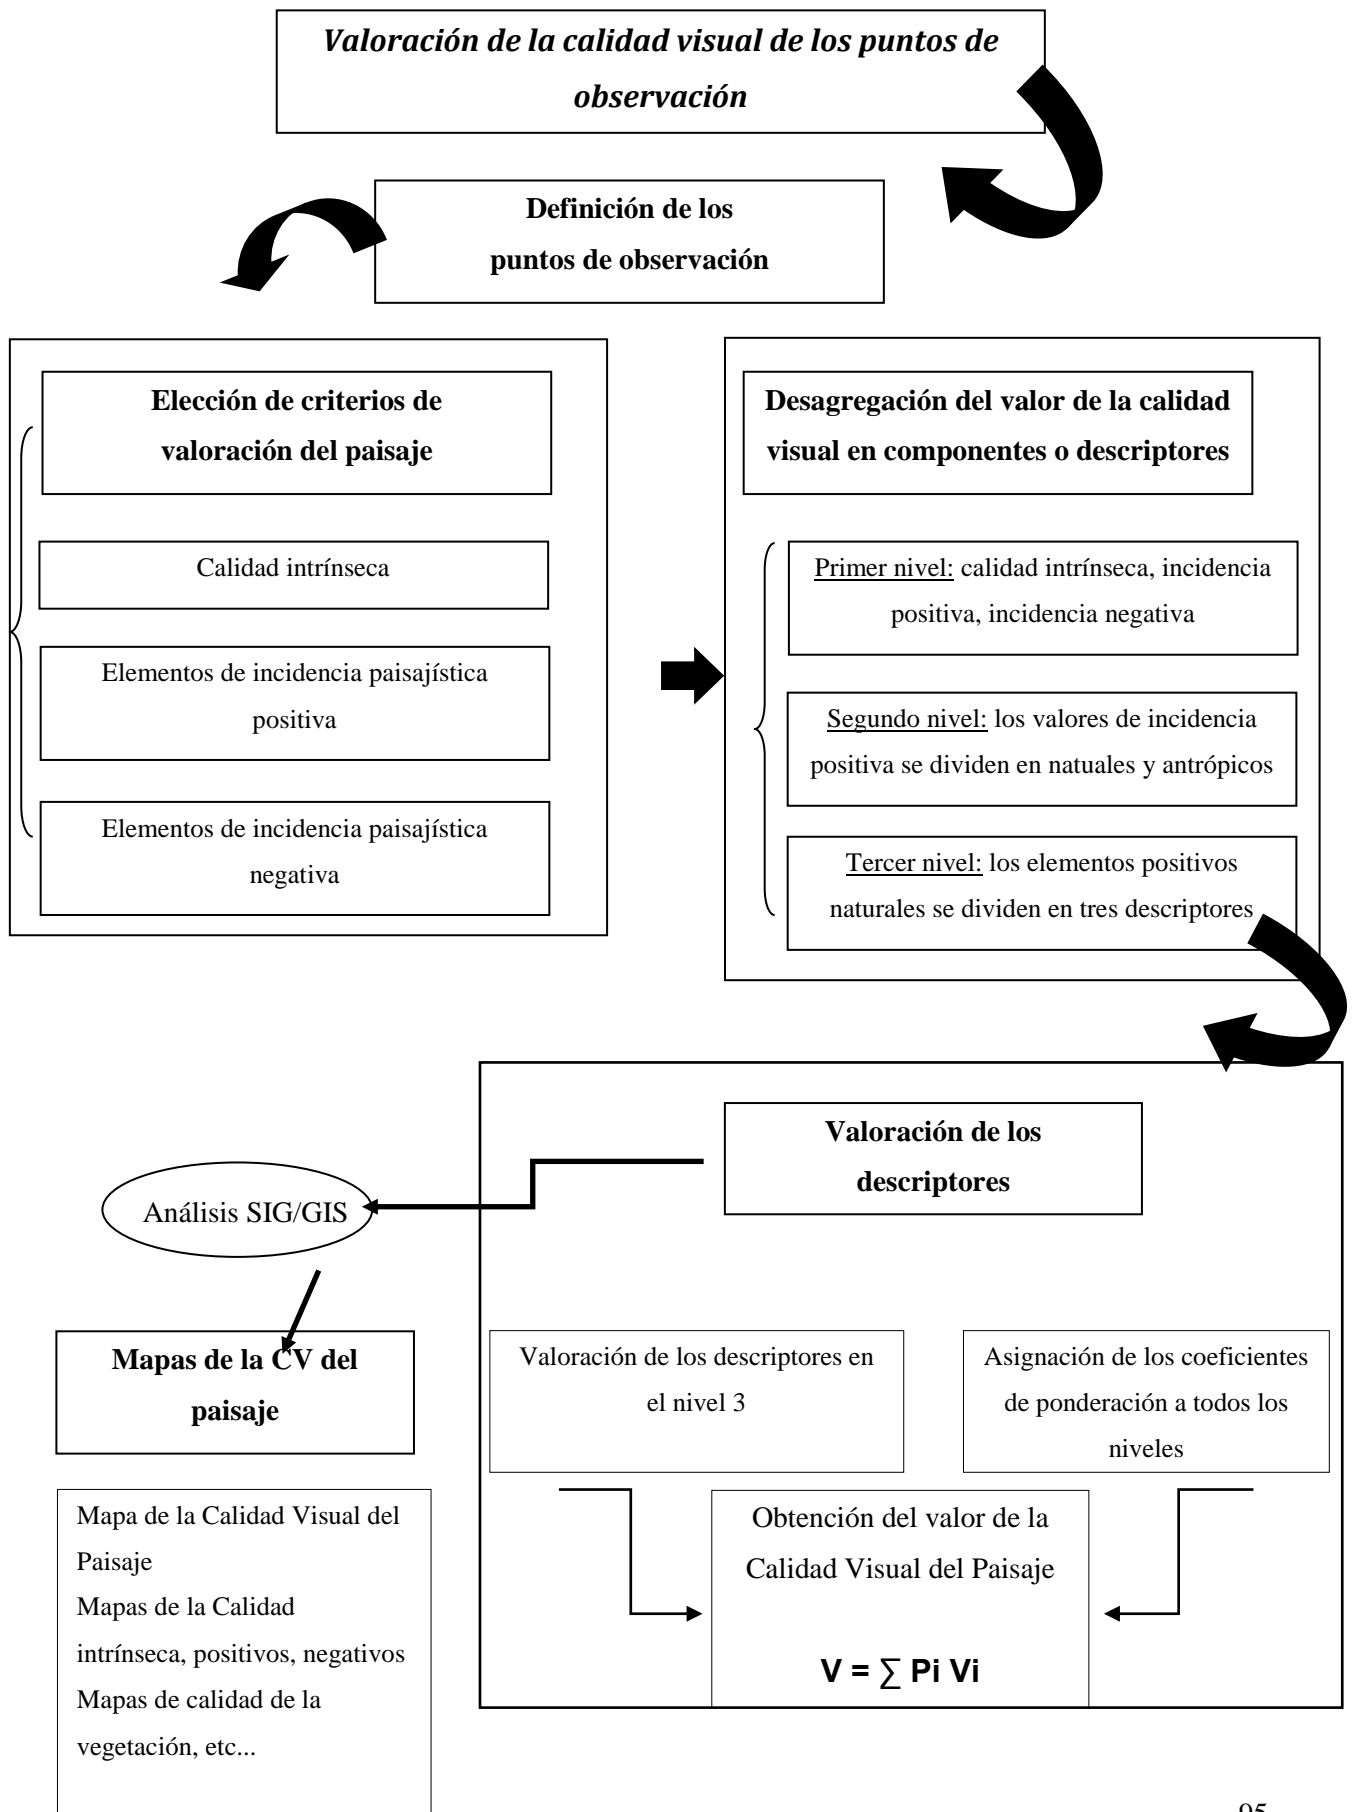 Valoración de la calidad visual de los puntos de
observación
Definición de los
puntos de observación
Elección de criterios de
valoración del paisaje
Calidad intrínseca
Elementos de incidencia paisajística
positiva
Elementos de incidencia paisajística
negativa
Desagregación del valor de la calidad
visual en componentes o descriptores
Primer nivel: calidad intrínseca, incidencia
positiva, incidencia negativa
Segundo nivel: los valores de incidencia
positiva se dividen en natuales y antrópicos
Tercer nivel: los elementos positivos
naturales se dividen en tres descriptores
Valoración de los
descriptores
Análisis SIG/GIS
Mapas de la CV del
paisaje
Valoración de los descriptores en
el nivel 3
Asignación de los coeficientes
de ponderación a todos los
niveles
Mapa de la Calidad Visual del
Paisaje
Mapas de la Calidad
intrínseca, positivos, negativos
Mapas de calidad de la
vegetación, etc...
Obtención del valor de la
Calidad Visual del Paisaje
V = ∑ Pi Vi
95